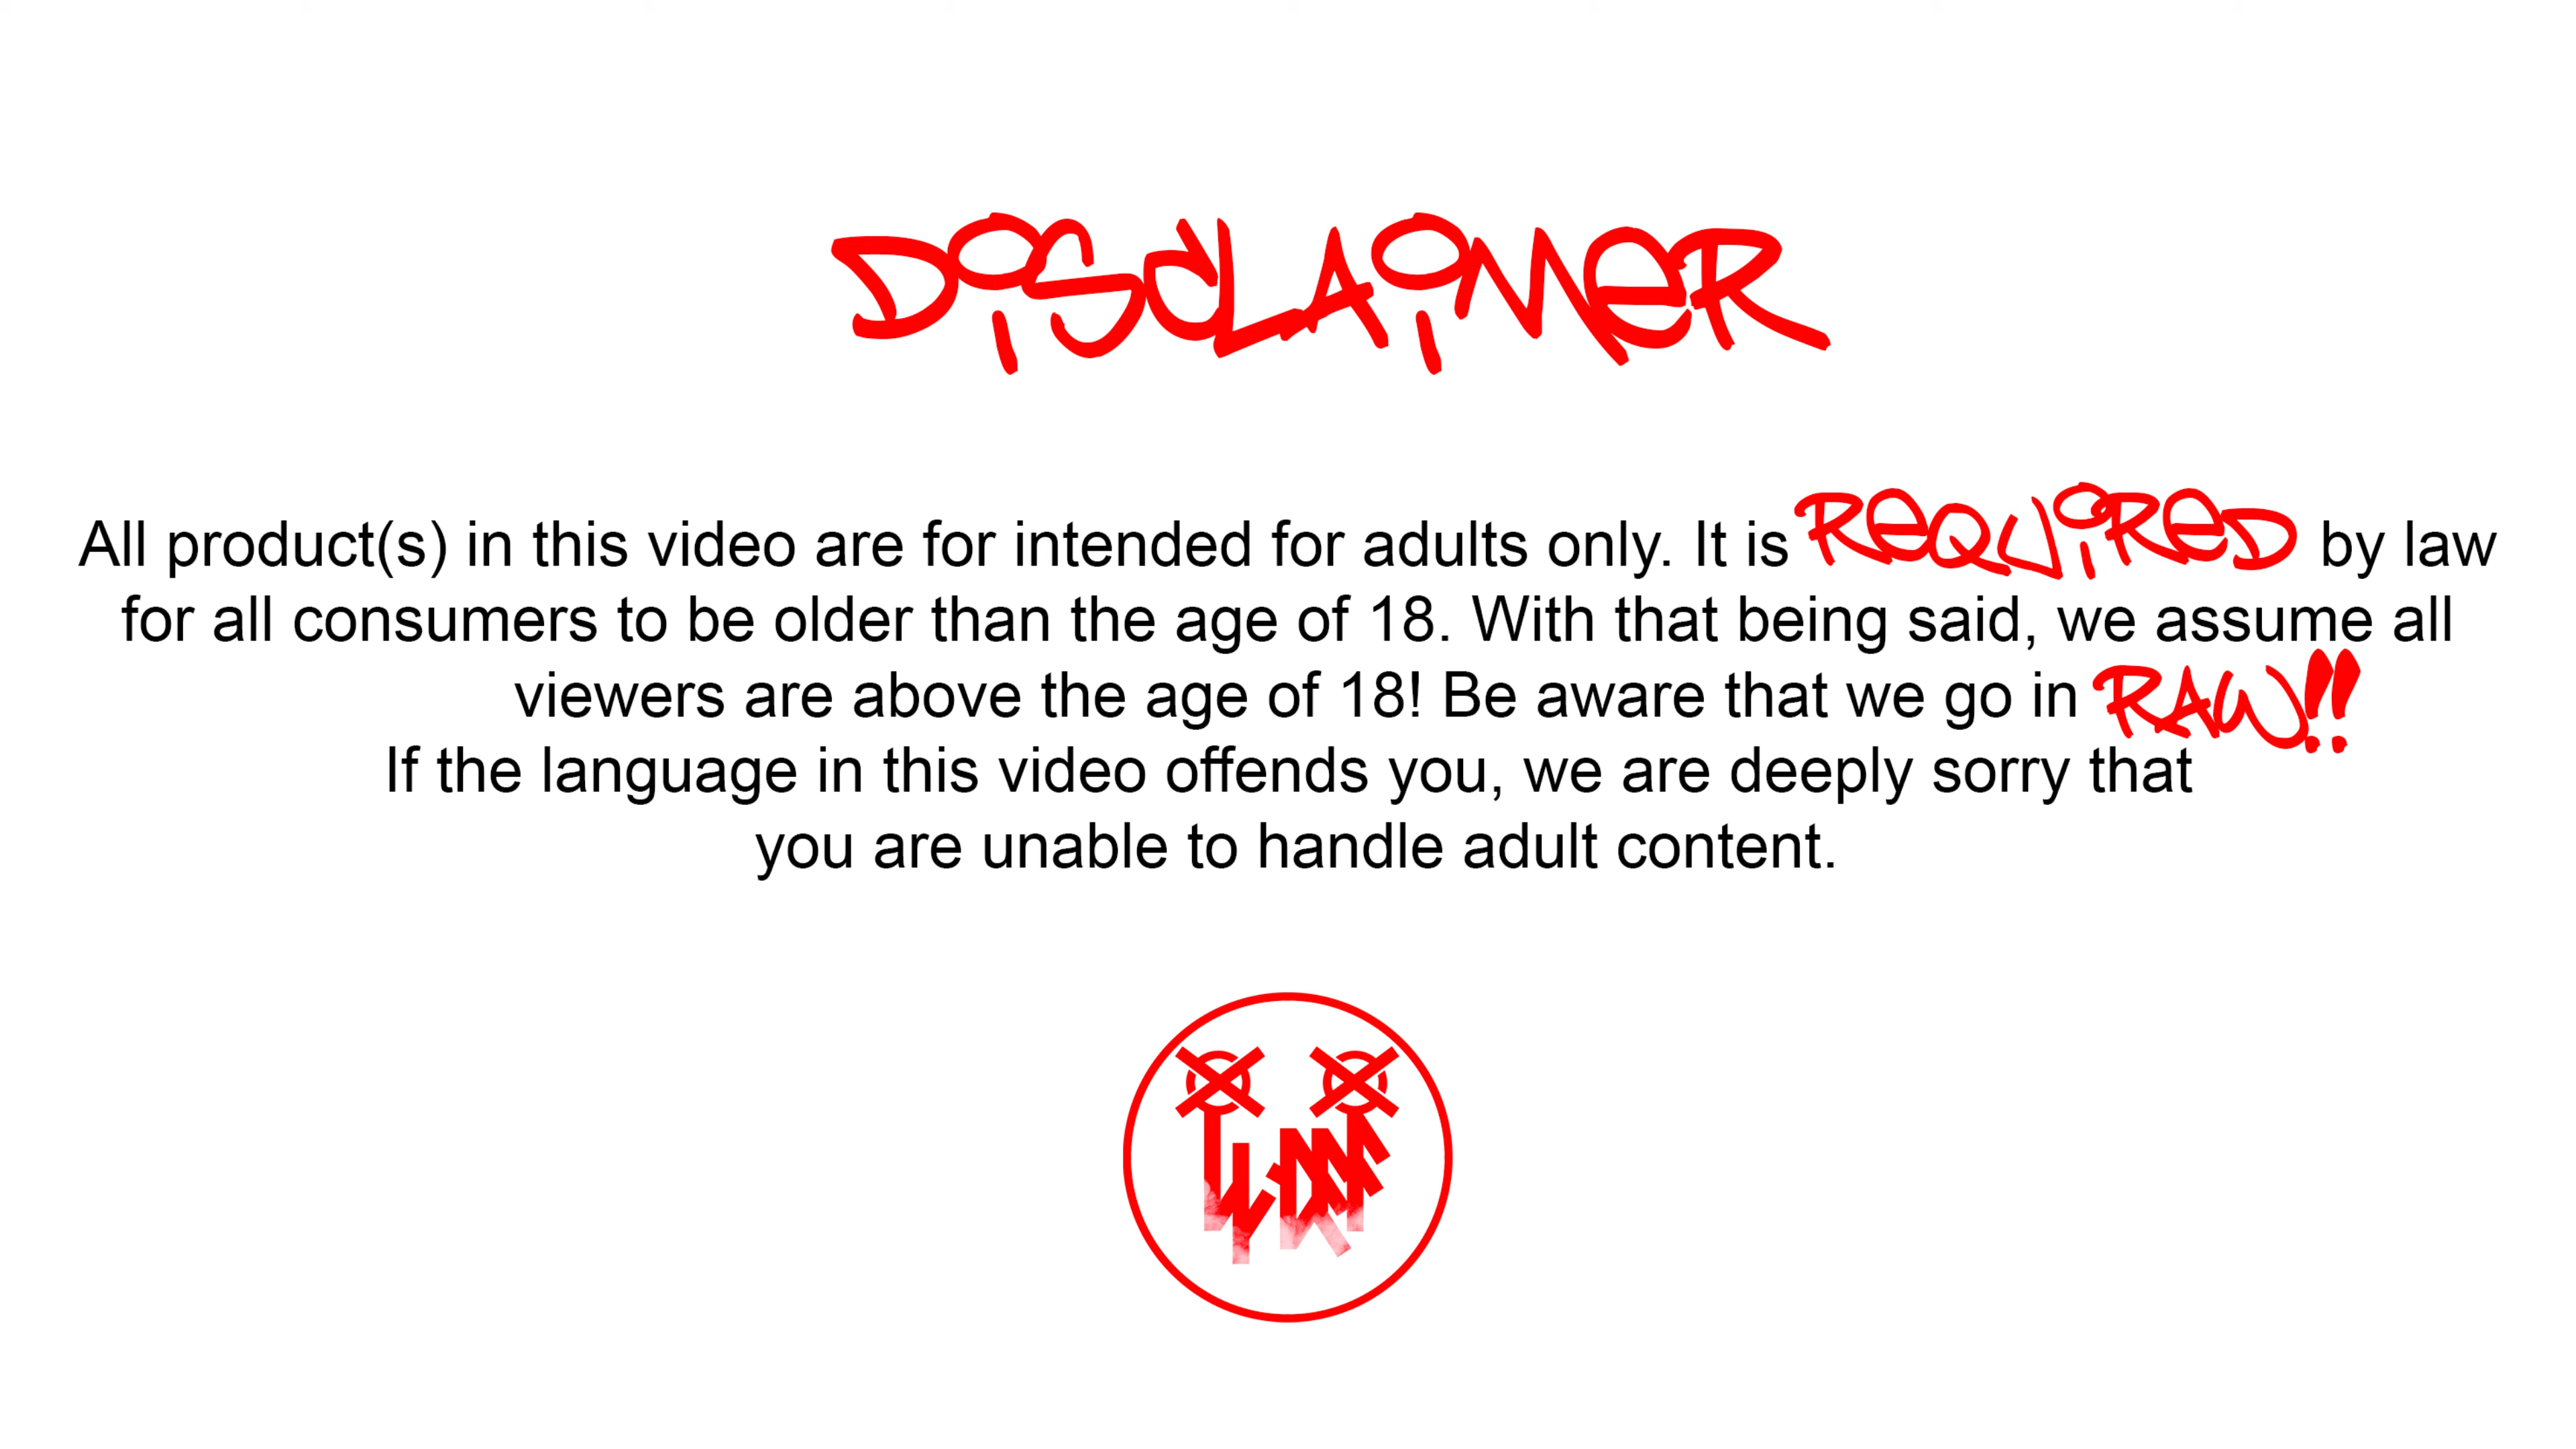 DiSCLAiMeR
All product(s) in this video are for intended for adults only. It is ReQUiReD by law
for all consumers to be older than the age of 18. With that being said, we assume all
viewers are above the age of 18! Be aware that we go in RAW!!
If the language in this video offends you, we are deeply sorry that
you are unable to handle adult content.